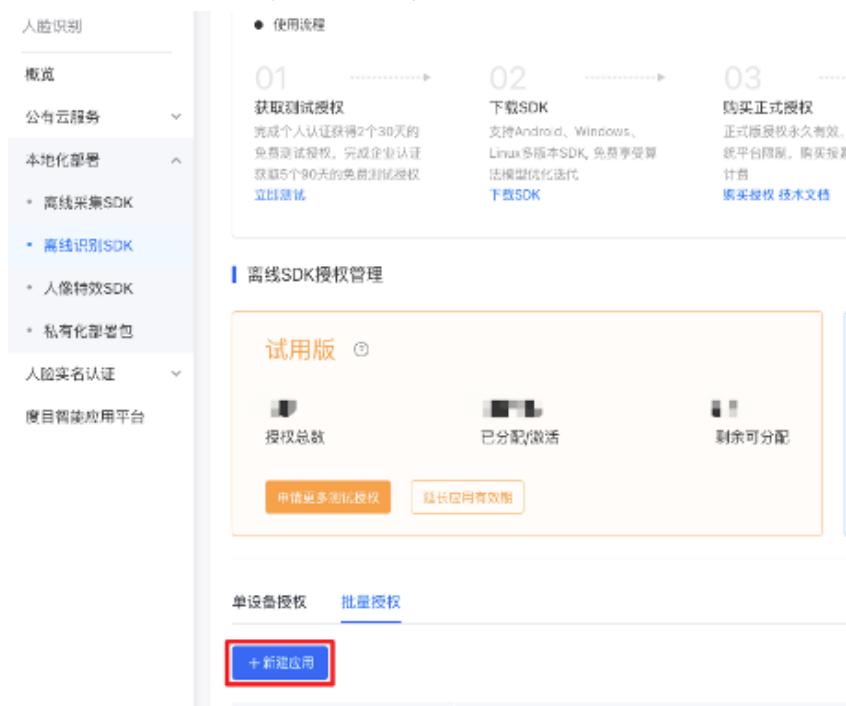 人脸识别
概览
公有云服务
本地化部署
离线采集SDK
离线识别SDK
人像特效SDK
私有化部署包
人脸实名认证
度目智能应用平台
使用流程
01
获取测试授权
完成个人认证获得2个30天的
免费测试授权，完成企业认证
获取5个90天的免费测试授权
立即测试
02
下载SDK
支持Android、Windows、
Linux多版本SDK, 免费享受算
法模型优化迭代
下载SDK
03
购买正式授权
正式版授权永久有效，
统平台限制，购买按
计费
购买授权 技术文档
离线SDK授权管理
试用版
授权总数
已分配/激活
剩余可分配
申请更多测试授权
延长应用有效期
单设备授权
批量授权
+新建应用